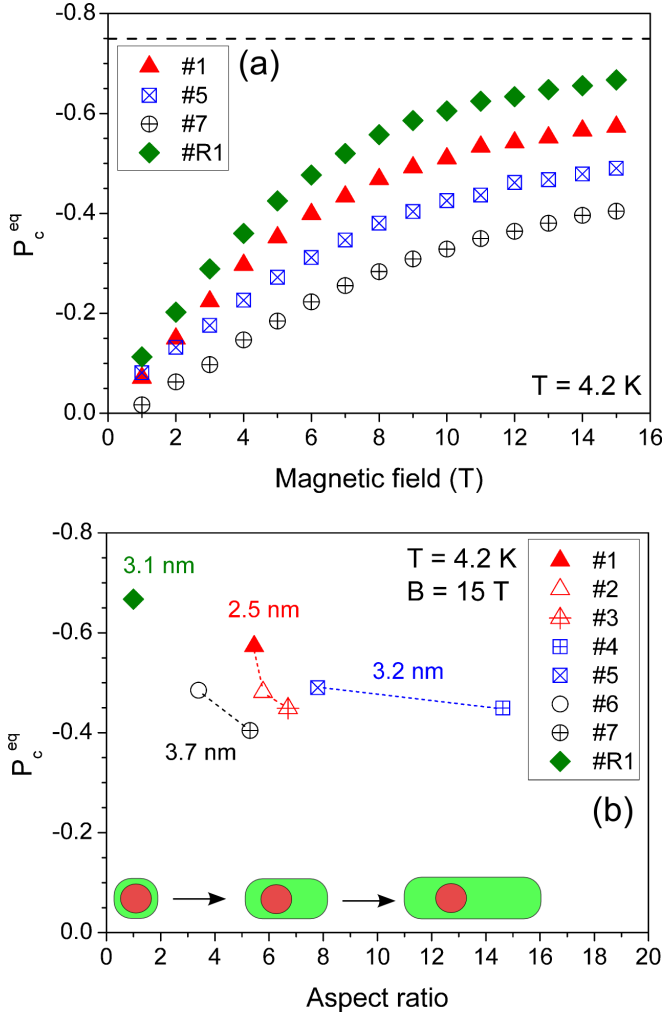 -0.8
(a)
#1
#5
#7
#R1
-0.6
-0.4
-0.2
0.0
P_c^eq
T = 4.2 K
0 2 4 6 8 10 12 14 16
Magnetic field (T)
-0.8
T = 4.2 K
B = 15 T
3.1 nm
2.5 nm
3.2 nm
3.7 nm
#1
#2
#3
#4
#5
#6
#7
#R1
-0.6
-0.4
-0.2
0.0
P_c^eq
(b)
0 2 4 6 8 10 12 14 16 18 20
Aspect ratio